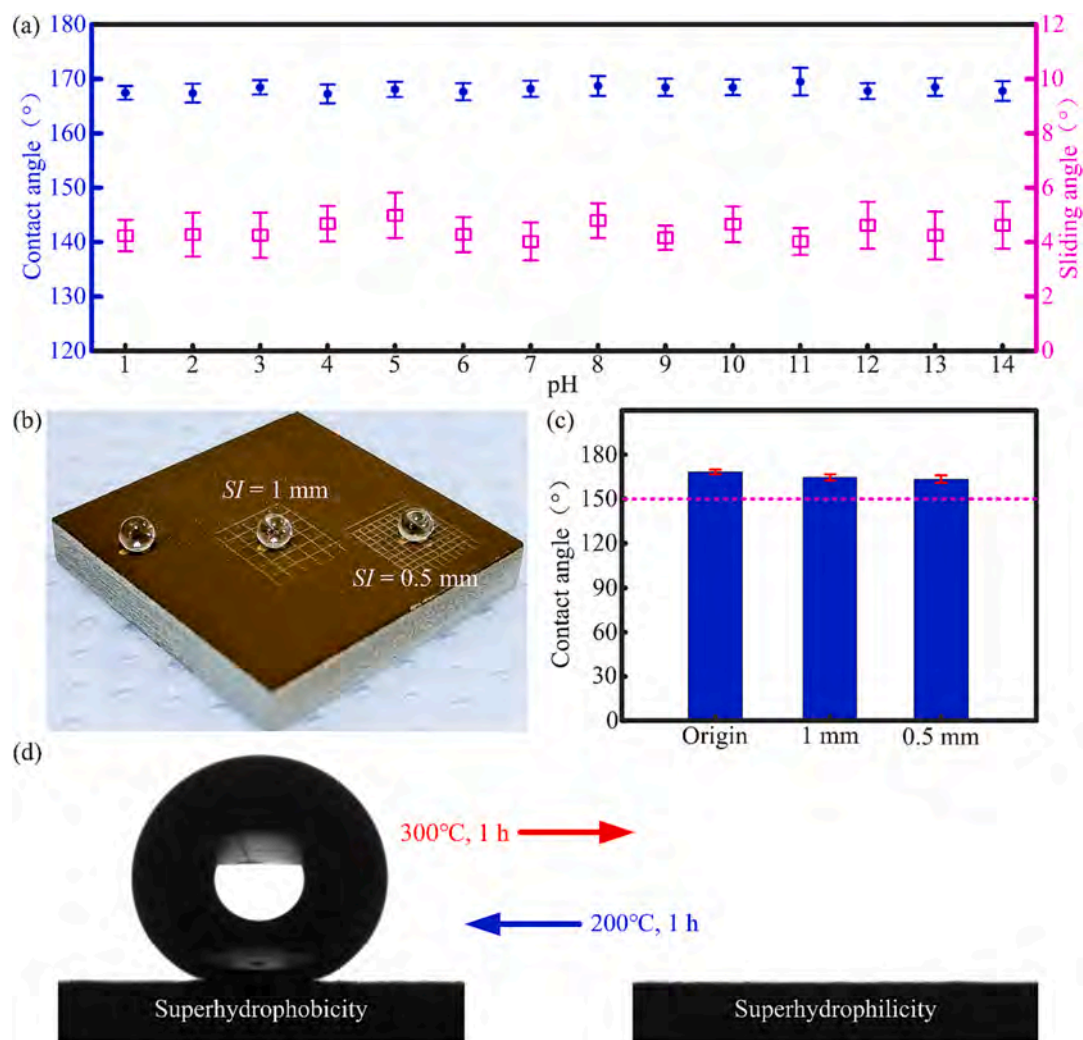 (a)
180
170
160
150
140
130
120
Contact angle（°）
12
10
8
6
4
2
0
Sliding angle（°）
1 2 3 4 5 6 7 8 9 10 11 12 13 14
pH
(b)
SI = 1 mm
SI = 0.5 mm
(c)
180
150
120
90
60
30
0
Contact angle（°）
Origin 1 mm 0.5 mm
(d)
300°C, 1 h
200°C, 1 h
Superhydrophobicity
Superhydrophilicity